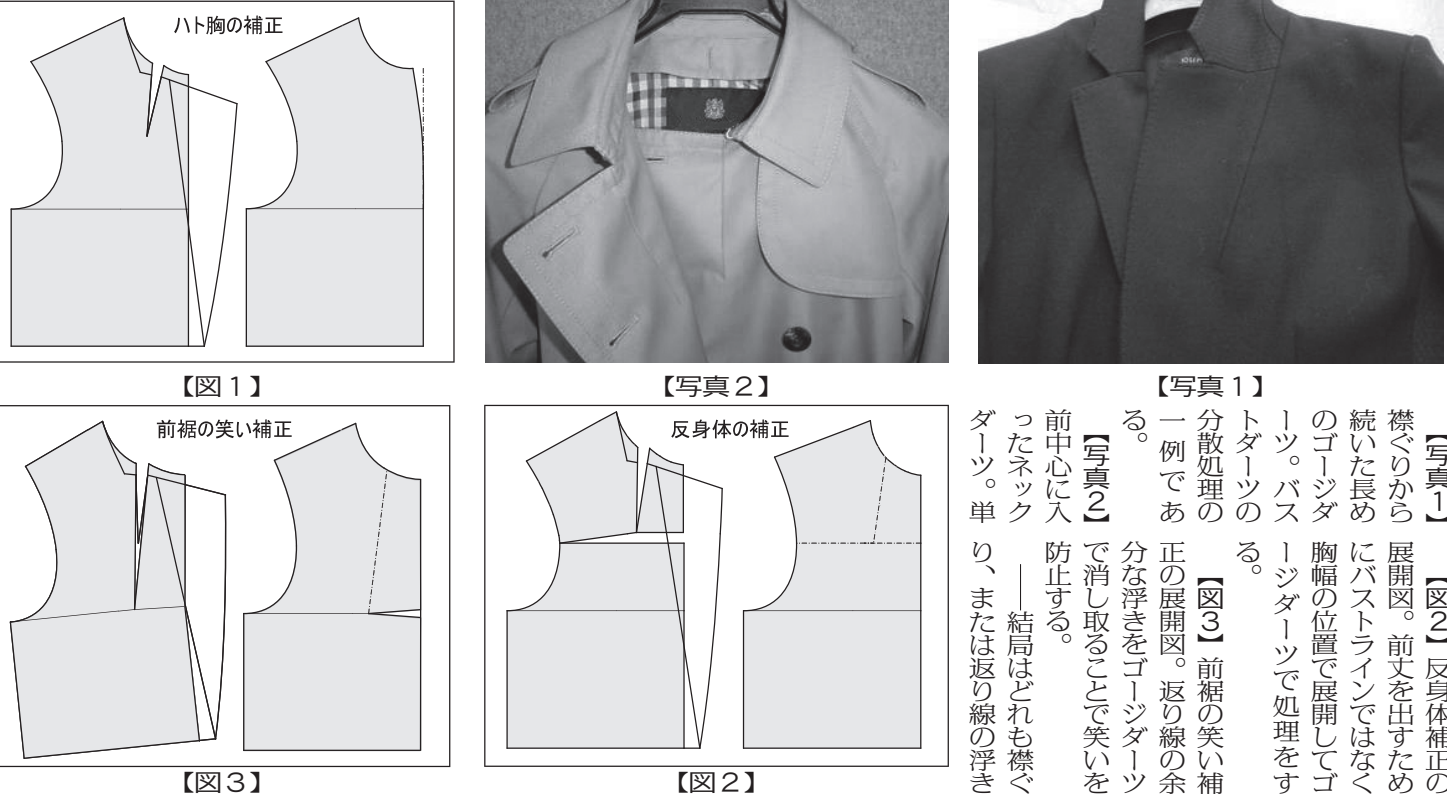 ハト胸の補正
【図1】
【写真2】
【写真1】
前裾の笑い補正
【図3】
反身体の補正
【図2】
【写真1】
襟ぐりから
続いた長め
のゴージダ
ーツ。バス
トダーツの
分散処理の
一例であ
る。
【写真2】
前中心に入
ったネック
ダーツ。単
【図2】反身体補正の
展開図。前丈を出すため
にバストラインではなく
胸幅の位置で展開してゴ
ージダーツで処理をす
る。
【図3】前裾の笑い補
正の展開図。返り線の余
分な浮きをゴージダーツ
で消し取ることで笑いを
防止する。
――結局はどれも襟ぐ
り、または返り線の浮き